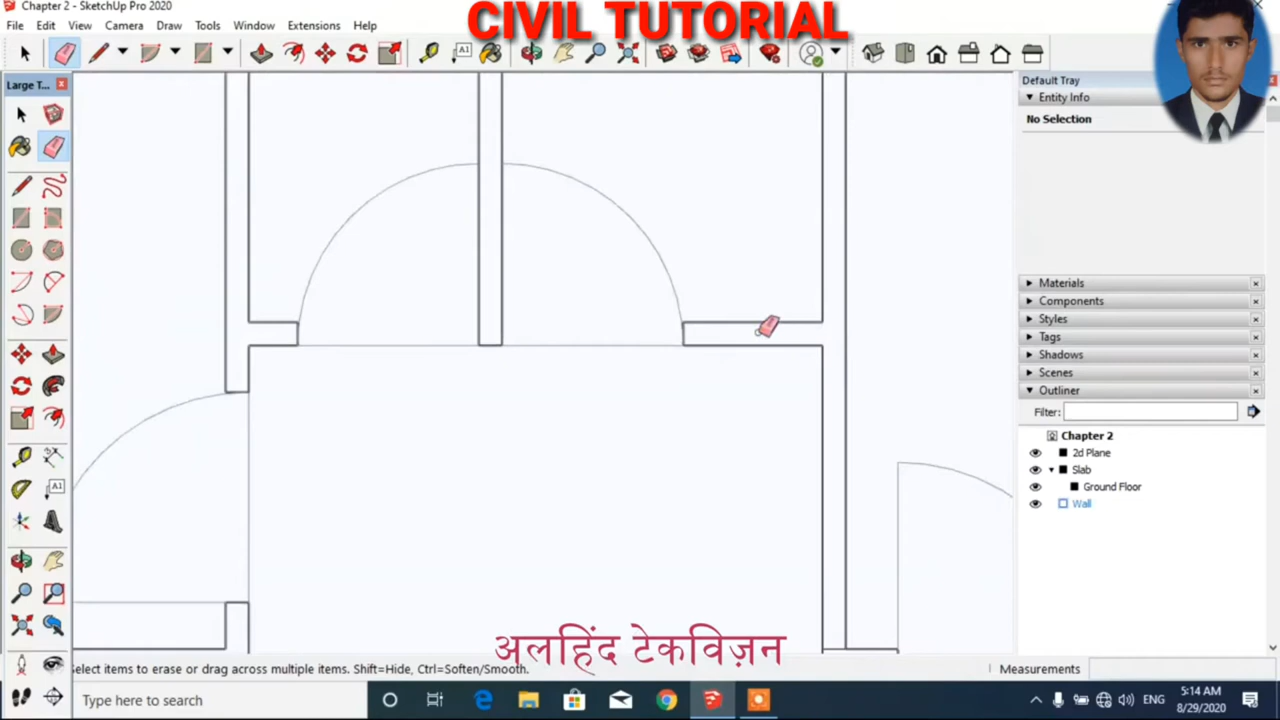 Chapter 2 - SketchUp Pro 2020
CIVIL TUTORIAL
File Edit View Camera Draw Tools Window Extensions Help
A1
Large T...
Default Tray
Entity Info
No Selection
A1
Materials
Components
Styles
Tags
Shadows
Scenes
Outliner
Filter:
Chapter 2
2d Plane
Slab
Ground Floor
Wall
अलहिंद टेकविज़न
Select items to erase or drag across multiple items. Shift=Hide, Ctrl=Soften/Smooth.
Measurements
Type here to search
ENG
5:14 AM
8/29/2020